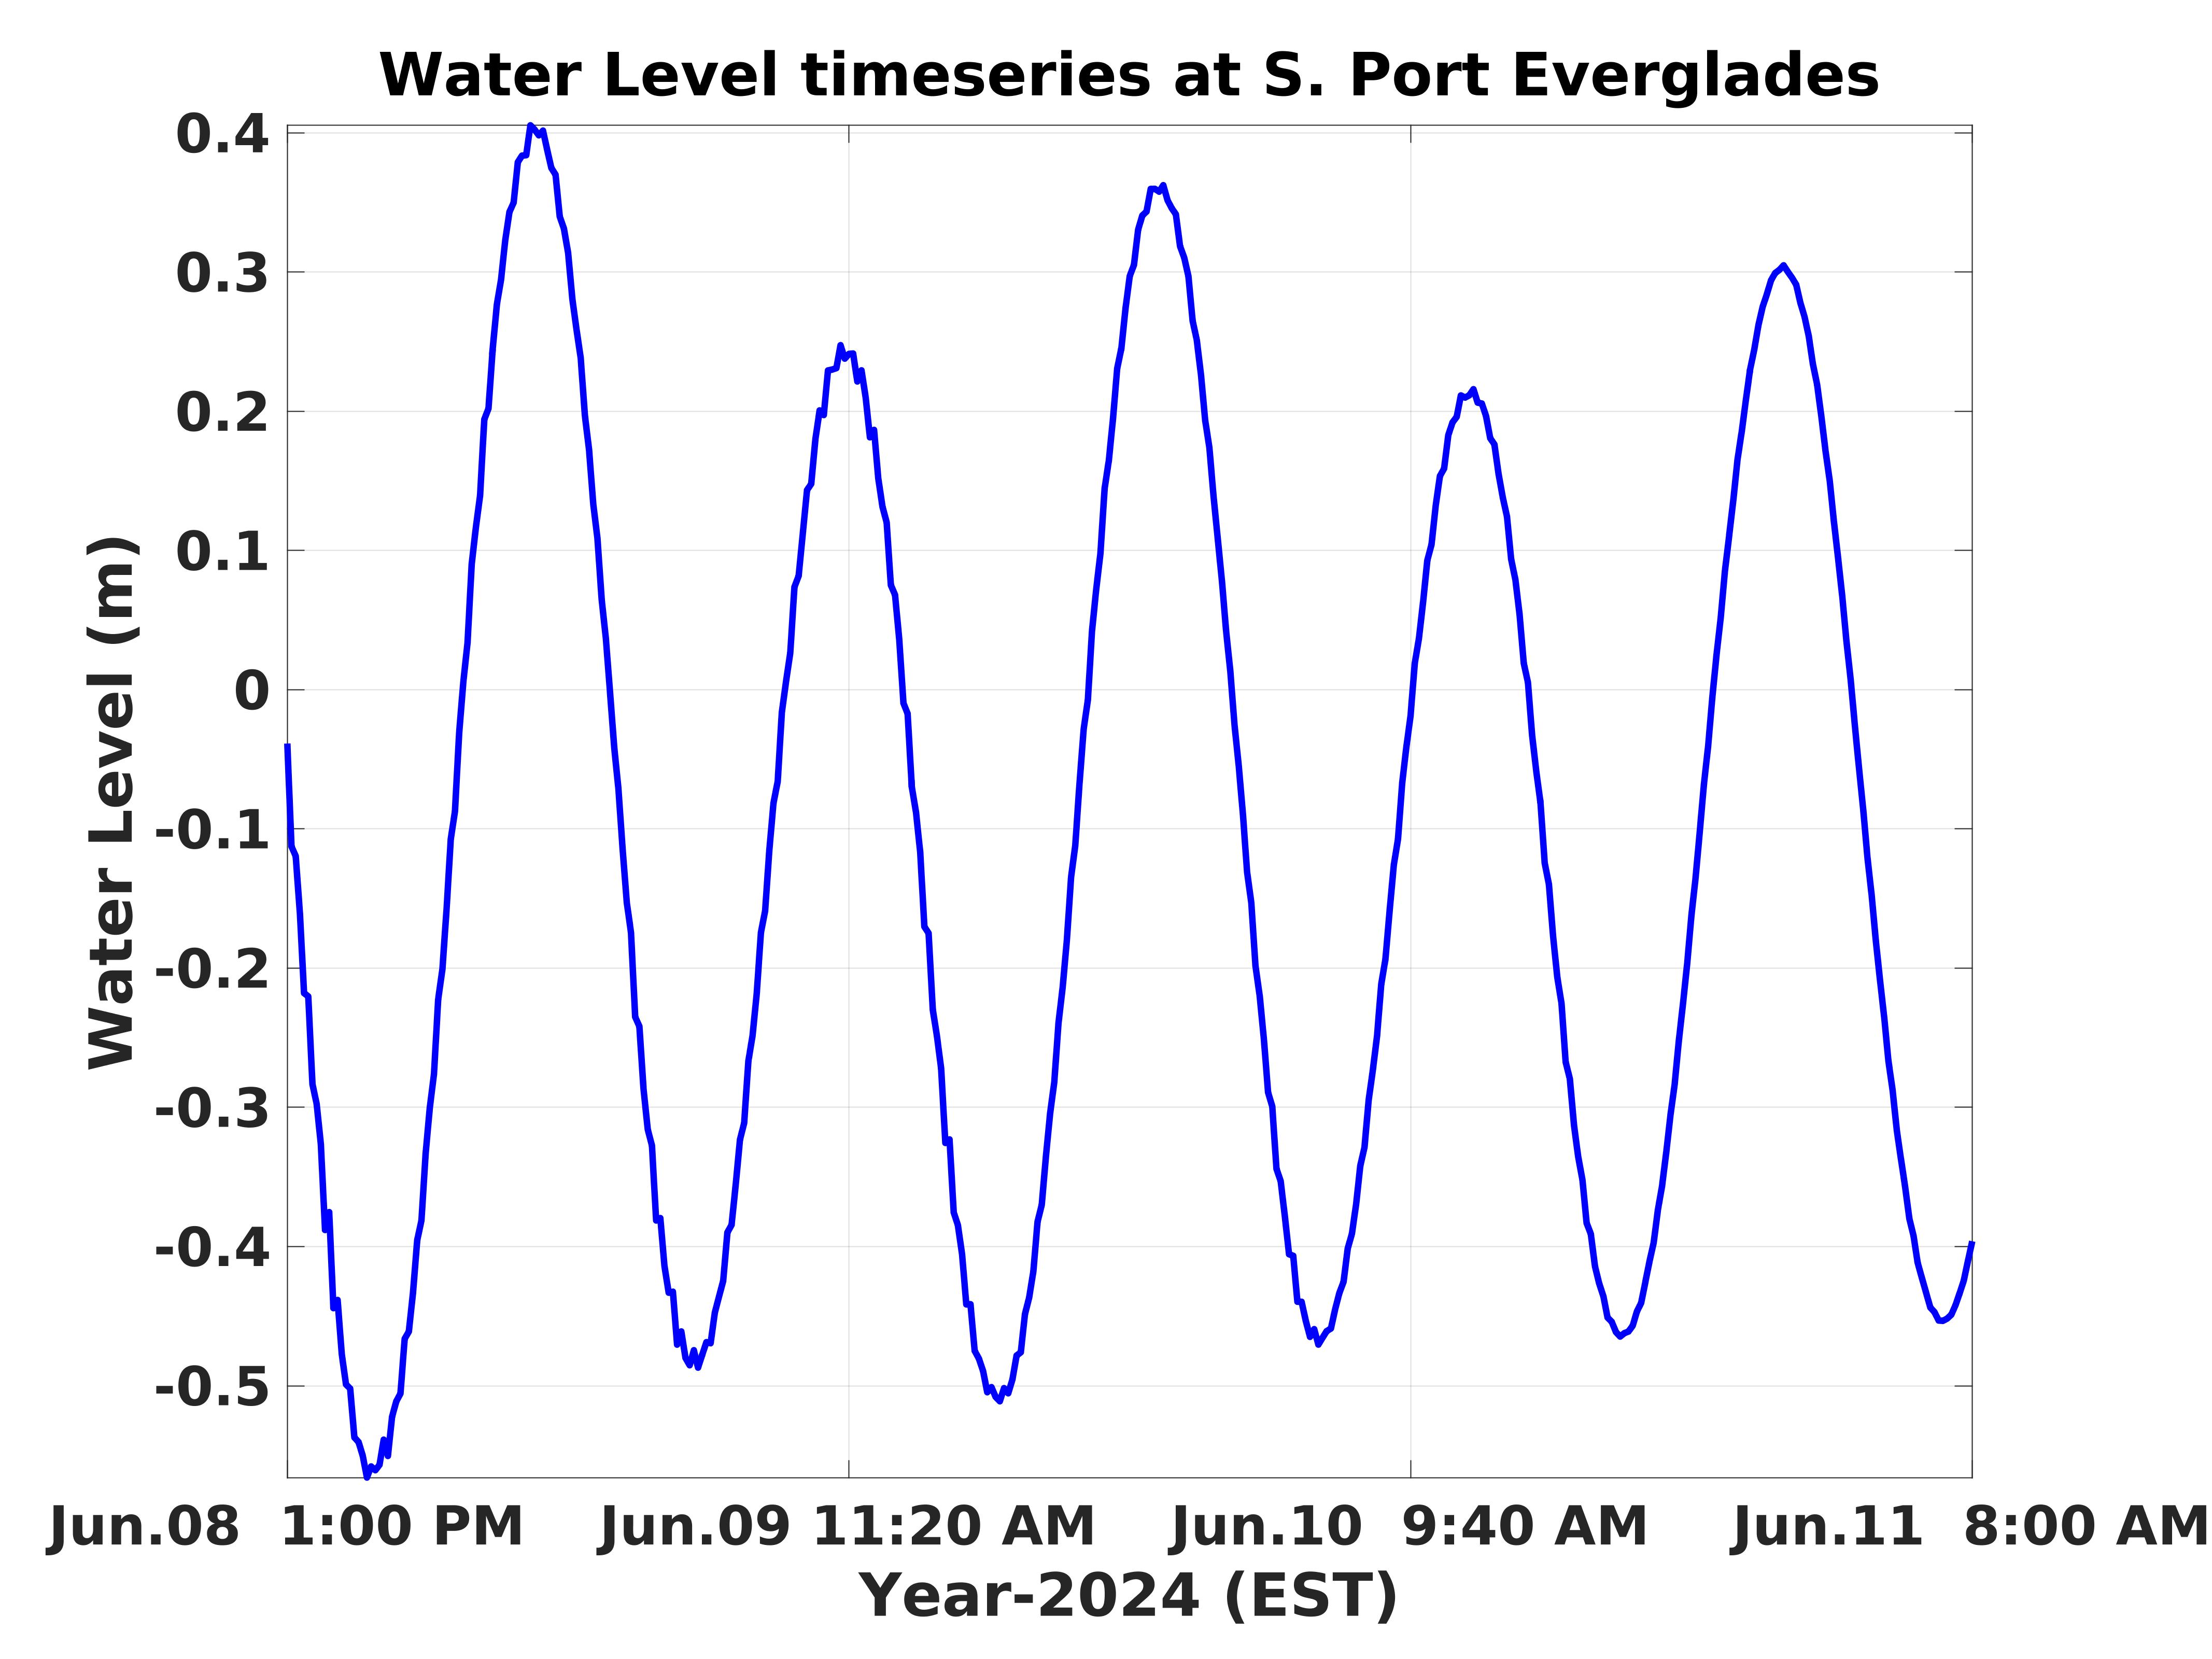 Water Level timeseries at S. Port Everglades
0.4
0.3
0.2
0.1
0
-0.1
-0.2
-0.3
-0.4
-0.5
Water Level (m)
Jun.08 1:00 PM
Jun.09 11:20 AM
Jun.10 9:40 AM
Jun.11 8:00 AM
Year-2024 (EST)